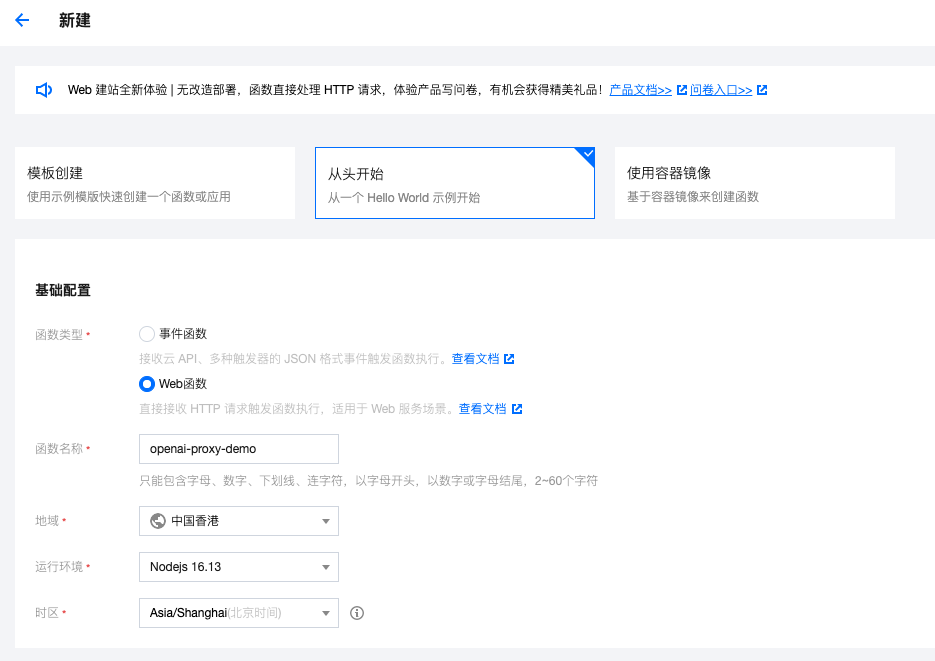 新建
Web 建站全新体验 | 无改造部署，函数直接处理 HTTP 请求，体验产品写问卷，有机会获得精美礼品！产品文档>> 问卷入口>>
模板创建
使用示例模版快速创建一个函数或应用
从头开始
从一个 Hello World 示例开始
使用容器镜像
基于容器镜像来创建函数
基础配置
函数类型 *
事件函数
接收云 API、多种触发器的 JSON 格式事件触发函数执行。查看文档
Web函数
直接接收 HTTP 请求触发函数执行，适用于 Web 服务场景。查看文档
函数名称 * openai-proxy-demo
只能包含字母、数字、下划线、连字符，以字母开头，以数字或字母结尾，2~60个字符
地域 * 中国香港
运行环境 * Nodejs 16.13
时区 * Asia/Shanghai(北京时间)